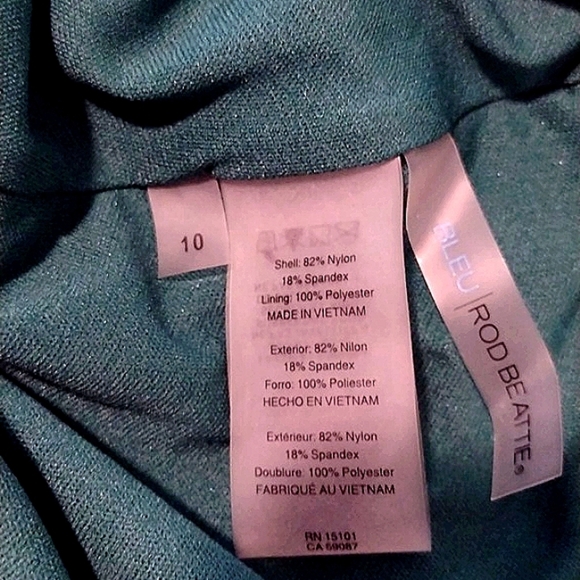 10
Shell: 82% Nylon
18% Spandex
Lining: 100% Polyester
MADE IN VIETNAM
Exterior: 82% Nilon
18% Spandex
Forro: 100% Poliester
HECHO EN VIETNAM
Extérieur: 82% Nylon
18% Spandex
Doublure: 100% Polyester
FABRIQUÉ AU VIETNAM
RN 15101
CA 59087
BLEU | ROD BEATTIE®